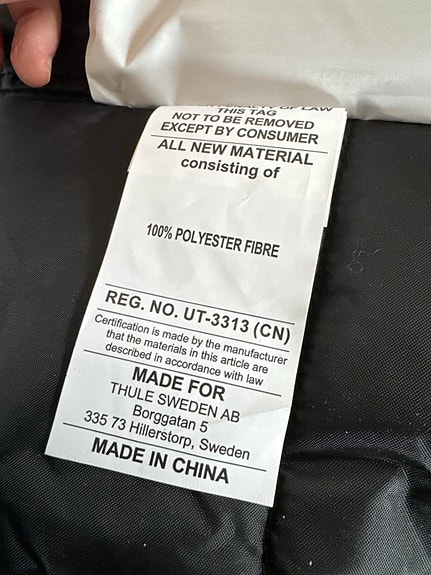 OF LAW
THIS TAG
NOT TO BE REMOVED
EXCEPT BY CONSUMER
ALL NEW MATERIAL
consisting of
100% POLYESTER FIBRE
REG. NO. UT-3313 (CN)
Certification is made by the manufacturer
that the materials in this article are
described in accordance with law
MADE FOR
THULE SWEDEN AB
Borggatan 5
335 73 Hillerstorp, Sweden
MADE IN CHINA